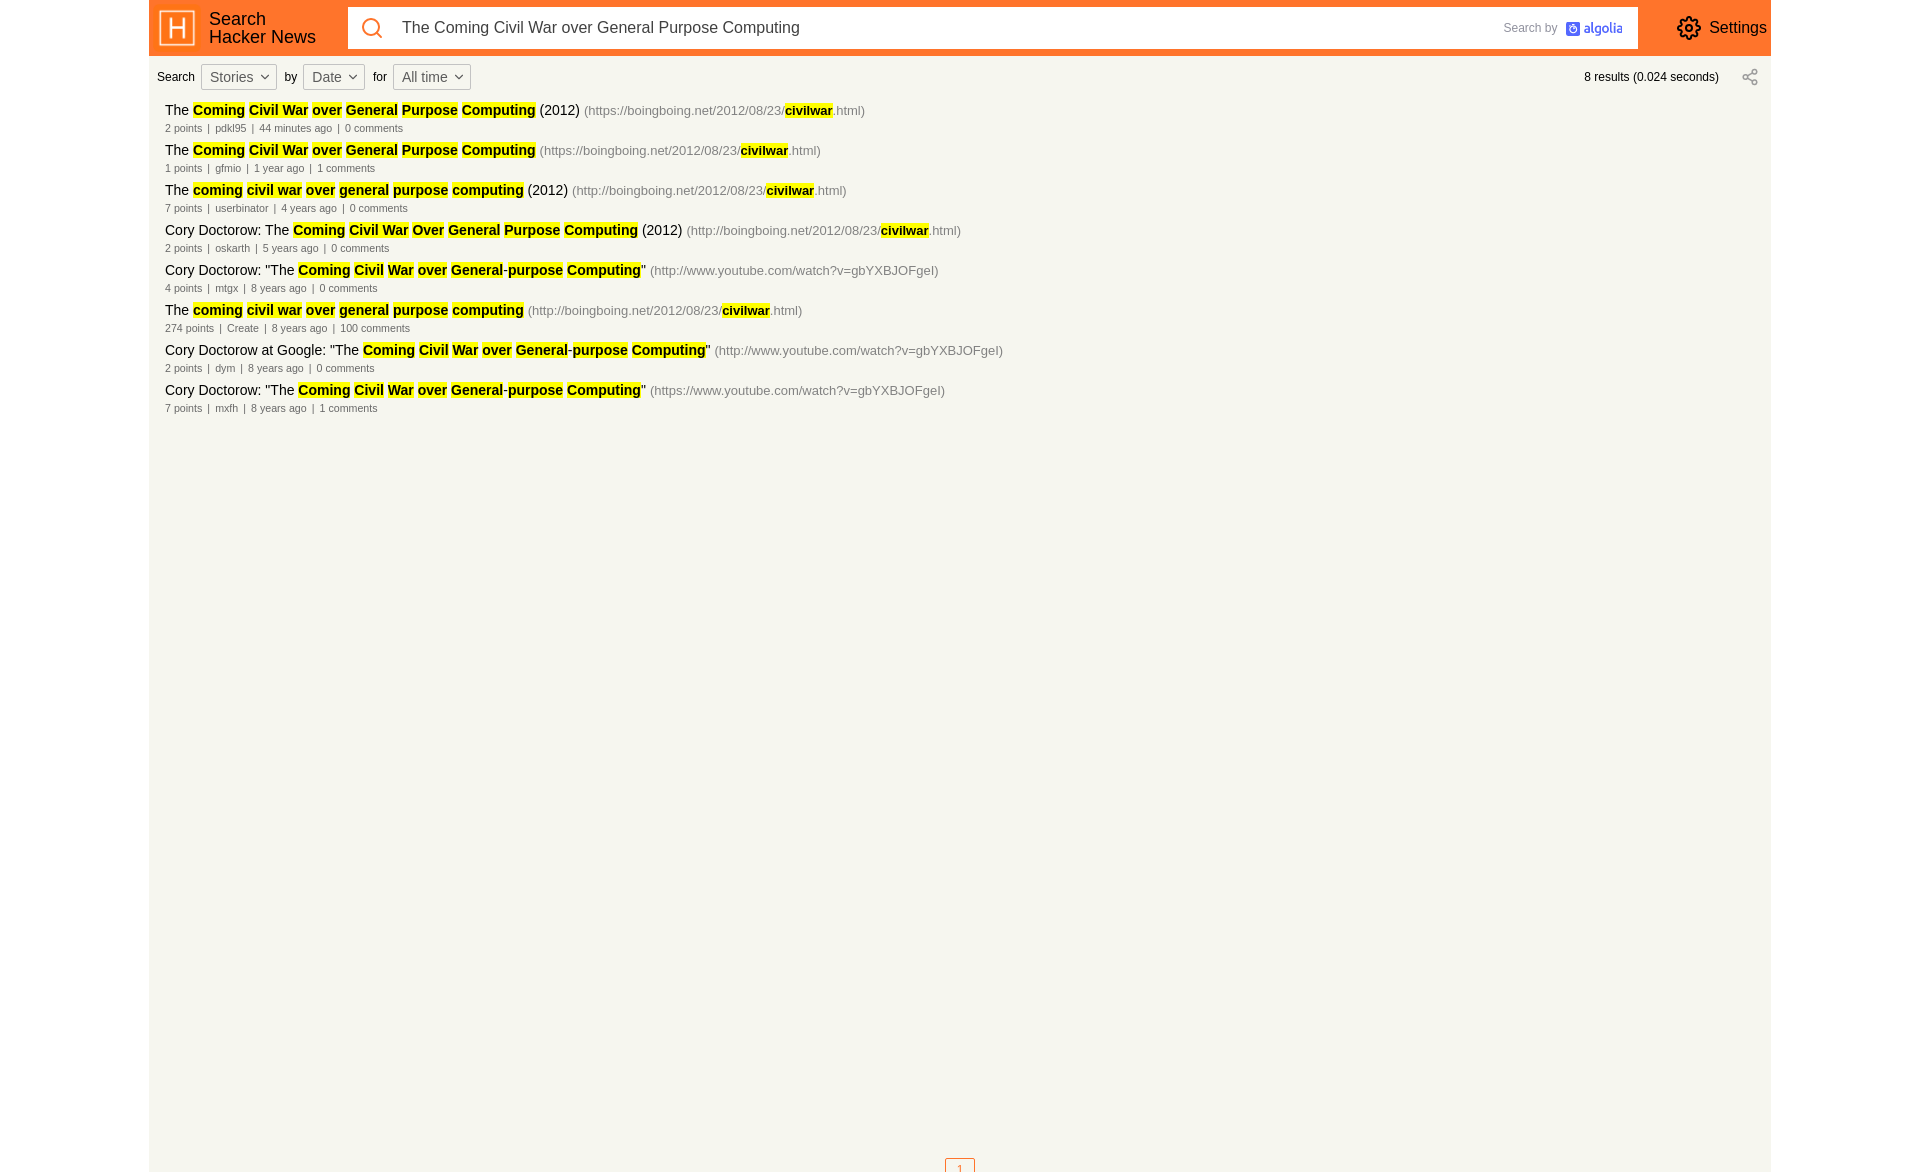 H Search
Hacker News
The Coming Civil War over General Purpose Computing
Search by algolia
Settings
Search Stories by Date for All time 8 results (0.024 seconds)
The Coming Civil War over General Purpose Computing (2012) (https://boingboing.net/2012/08/23/civilwar.html)
2 points | pdkl95 | 44 minutes ago | 0 comments
The Coming Civil War over General Purpose Computing (https://boingboing.net/2012/08/23/civilwar.html)
1 points | gfmio | 1 year ago | 1 comments
The coming civil war over general purpose computing (2012) (http://boingboing.net/2012/08/23/civilwar.html)
7 points | userbinator | 4 years ago | 0 comments
Cory Doctorow: The Coming Civil War Over General Purpose Computing (2012) (http://boingboing.net/2012/08/23/civilwar.html)
2 points | oskarth | 5 years ago | 0 comments
Cory Doctorow: "The Coming Civil War over General-purpose Computing" (http://www.youtube.com/watch?v=gbYXBJOFgeI)
4 points | mtgx | 8 years ago | 0 comments
The coming civil war over general purpose computing (http://boingboing.net/2012/08/23/civilwar.html)
274 points | Create | 8 years ago | 100 comments
Cory Doctorow at Google: "The Coming Civil War over General-purpose Computing" (http://www.youtube.com/watch?v=gbYXBJOFgeI)
2 points | dym | 8 years ago | 0 comments
Cory Doctorow: "The Coming Civil War over General-purpose Computing" (https://www.youtube.com/watch?v=gbYXBJOFgeI)
7 points | mxfh | 8 years ago | 1 comments
1